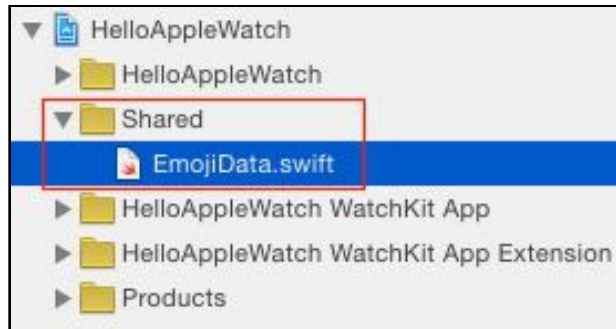 HelloAppleWatch
HelloAppleWatch
Shared
EmojiData.swift
HelloAppleWatch WatchKit App
HelloAppleWatch WatchKit App Extension
Products